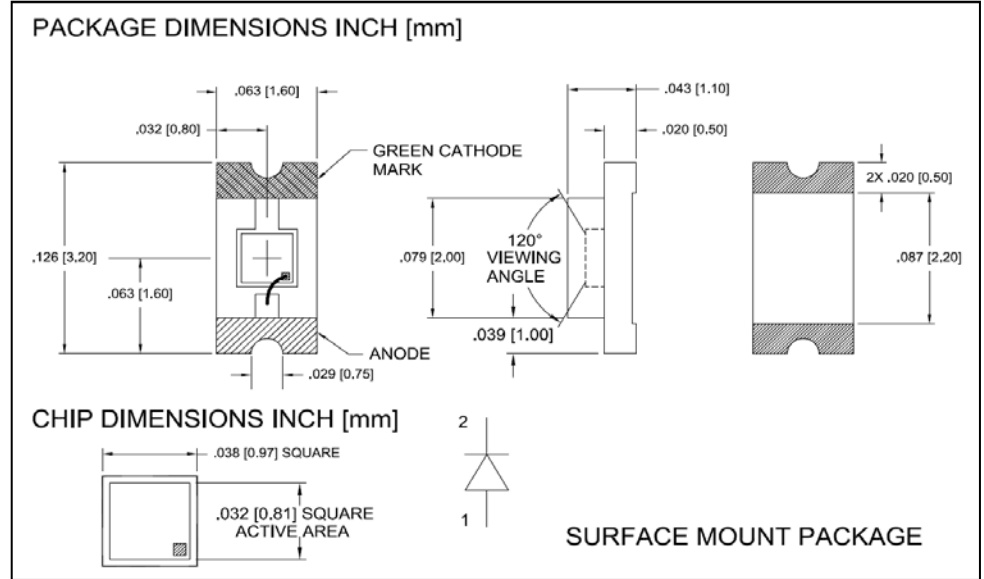 PACKAGE DIMENSIONS INCH [mm]
.063 [1.60]
.032 [0.80]
GREEN CATHODE
MARK
.126 [3.20]
.063 [1.60]
ANODE
.029 [0.75]
.043 [1.10]
.020 [0.50]
120°
VIEWING
ANGLE
.079 [2.00]
.039 [1.00]
2X .020 [0.50]
.087 [2.20]
CHIP DIMENSIONS INCH [mm]
.038 [0.97] SQUARE
.032 [0.81] SQUARE
ACTIVE AREA
2
1
SURFACE MOUNT PACKAGE